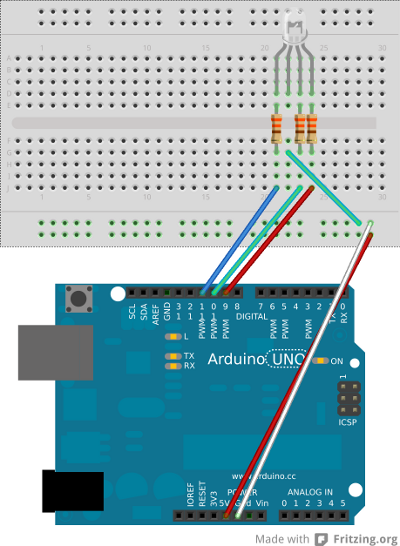 1 5 10 15 20 25 30
A
B
C
D
E
F
G
H
I
J
1 5 10 15 20 25 30
SCL
SDA
AREF
GND
13
12
PWM 11
PWM 10
PWM 9
8
7
PWM 6
PWM 5
4
PWM 3
2
TX 1
RX 0
DIGITAL
L
TX
RX
Arduino UNO
ON
1
ICSP
www.arduino.cc
POWER
ANALOG IN
IOREF
RESET
3V3
5V
Gnd
Vin
0 1 2 3 4 5
Made with Fritzing.org